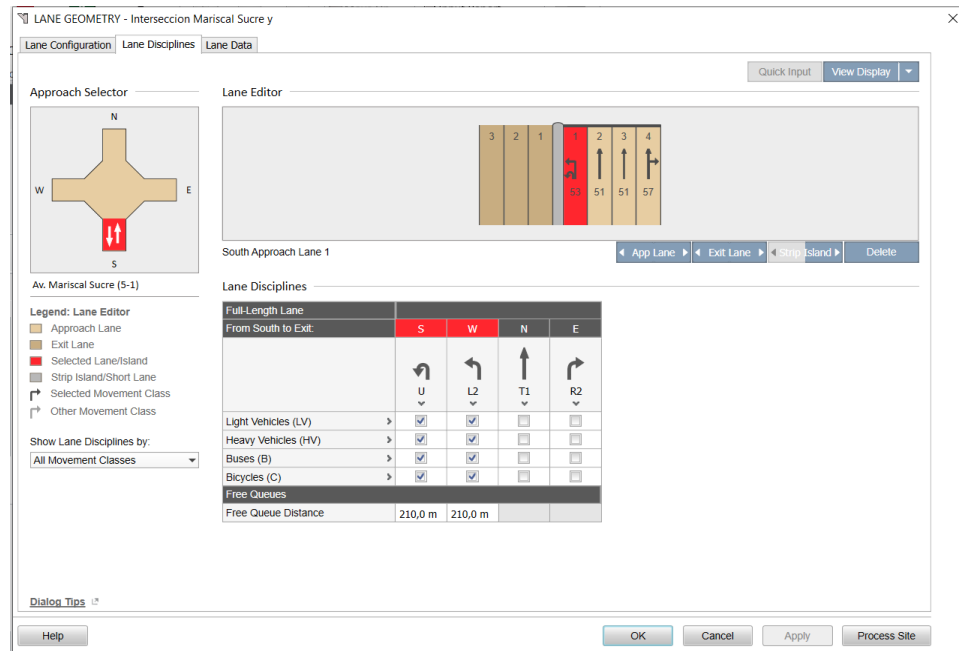 LANE GEOMETRY - Interseccion Mariscal Sucre y
Lane Configuration Lane Disciplines Lane Data
Quick Input View Display
Approach Selector
N
W E
S
Av. Mariscal Sucre (5-1)
Legend: Lane Editor
Approach Lane
Exit Lane
Selected Lane/Island
Strip Island/Short Lane
Selected Movement Class
Other Movement Class
Show Lane Disciplines by:
All Movement Classes
Lane Editor
3 2 1 1 2 3 4
53 51 51 57
South Approach Lane 1
App Lane Exit Lane Strip Island Delete
Lane Disciplines
Full-Length Lane
From South to Exit: S W N E
U L2 T1 R2
Light Vehicles (LV)
Heavy Vehicles (HV)
Buses (B)
Bicycles (C)
Free Queues
Free Queue Distance 210,0 m 210,0 m
Dialog Tips
Help OK Cancel Apply Process Site